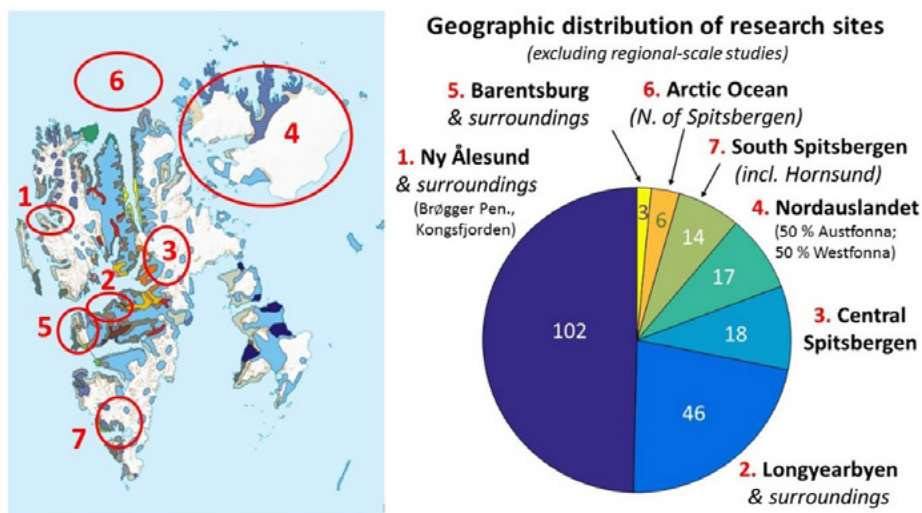 6
4
1
3
2
5
7
Geographic distribution of research sites
(excluding regional-scale studies)
5. Barentsburg
& surroundings
6. Arctic Ocean
(N. of Spitsbergen)
1. Ny Ålesund
& surroundings
(Brøgger Pen.,
Kongsfjorden)
7. South Spitsbergen
(incl. Hornsund)
4. Nordauslandet
(50 % Austfonna;
50 % Westfonna)
3. Central
Spitsbergen
2. Longyearbyen
& surroundings
3
6
14
17
18
46
102